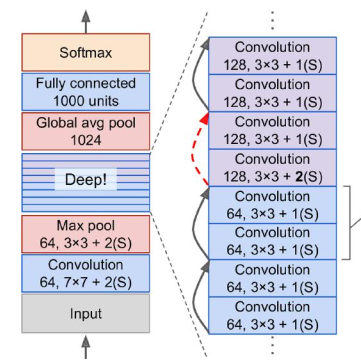 Softmax
Fully connected
1000 units
Global avg pool
1024
Deep!
Max pool
64, 3×3 + 2(S)
Convolution
64, 7×7 + 2(S)
Input
Convolution
128, 3×3 + 1(S)
Convolution
128, 3×3 + 1(S)
Convolution
128, 3×3 + 1(S)
Convolution
128, 3×3 + 2(S)
Convolution
64, 3×3 + 1(S)
Convolution
64, 3×3 + 1(S)
Convolution
64, 3×3 + 1(S)
Convolution
64, 3×3 + 1(S)